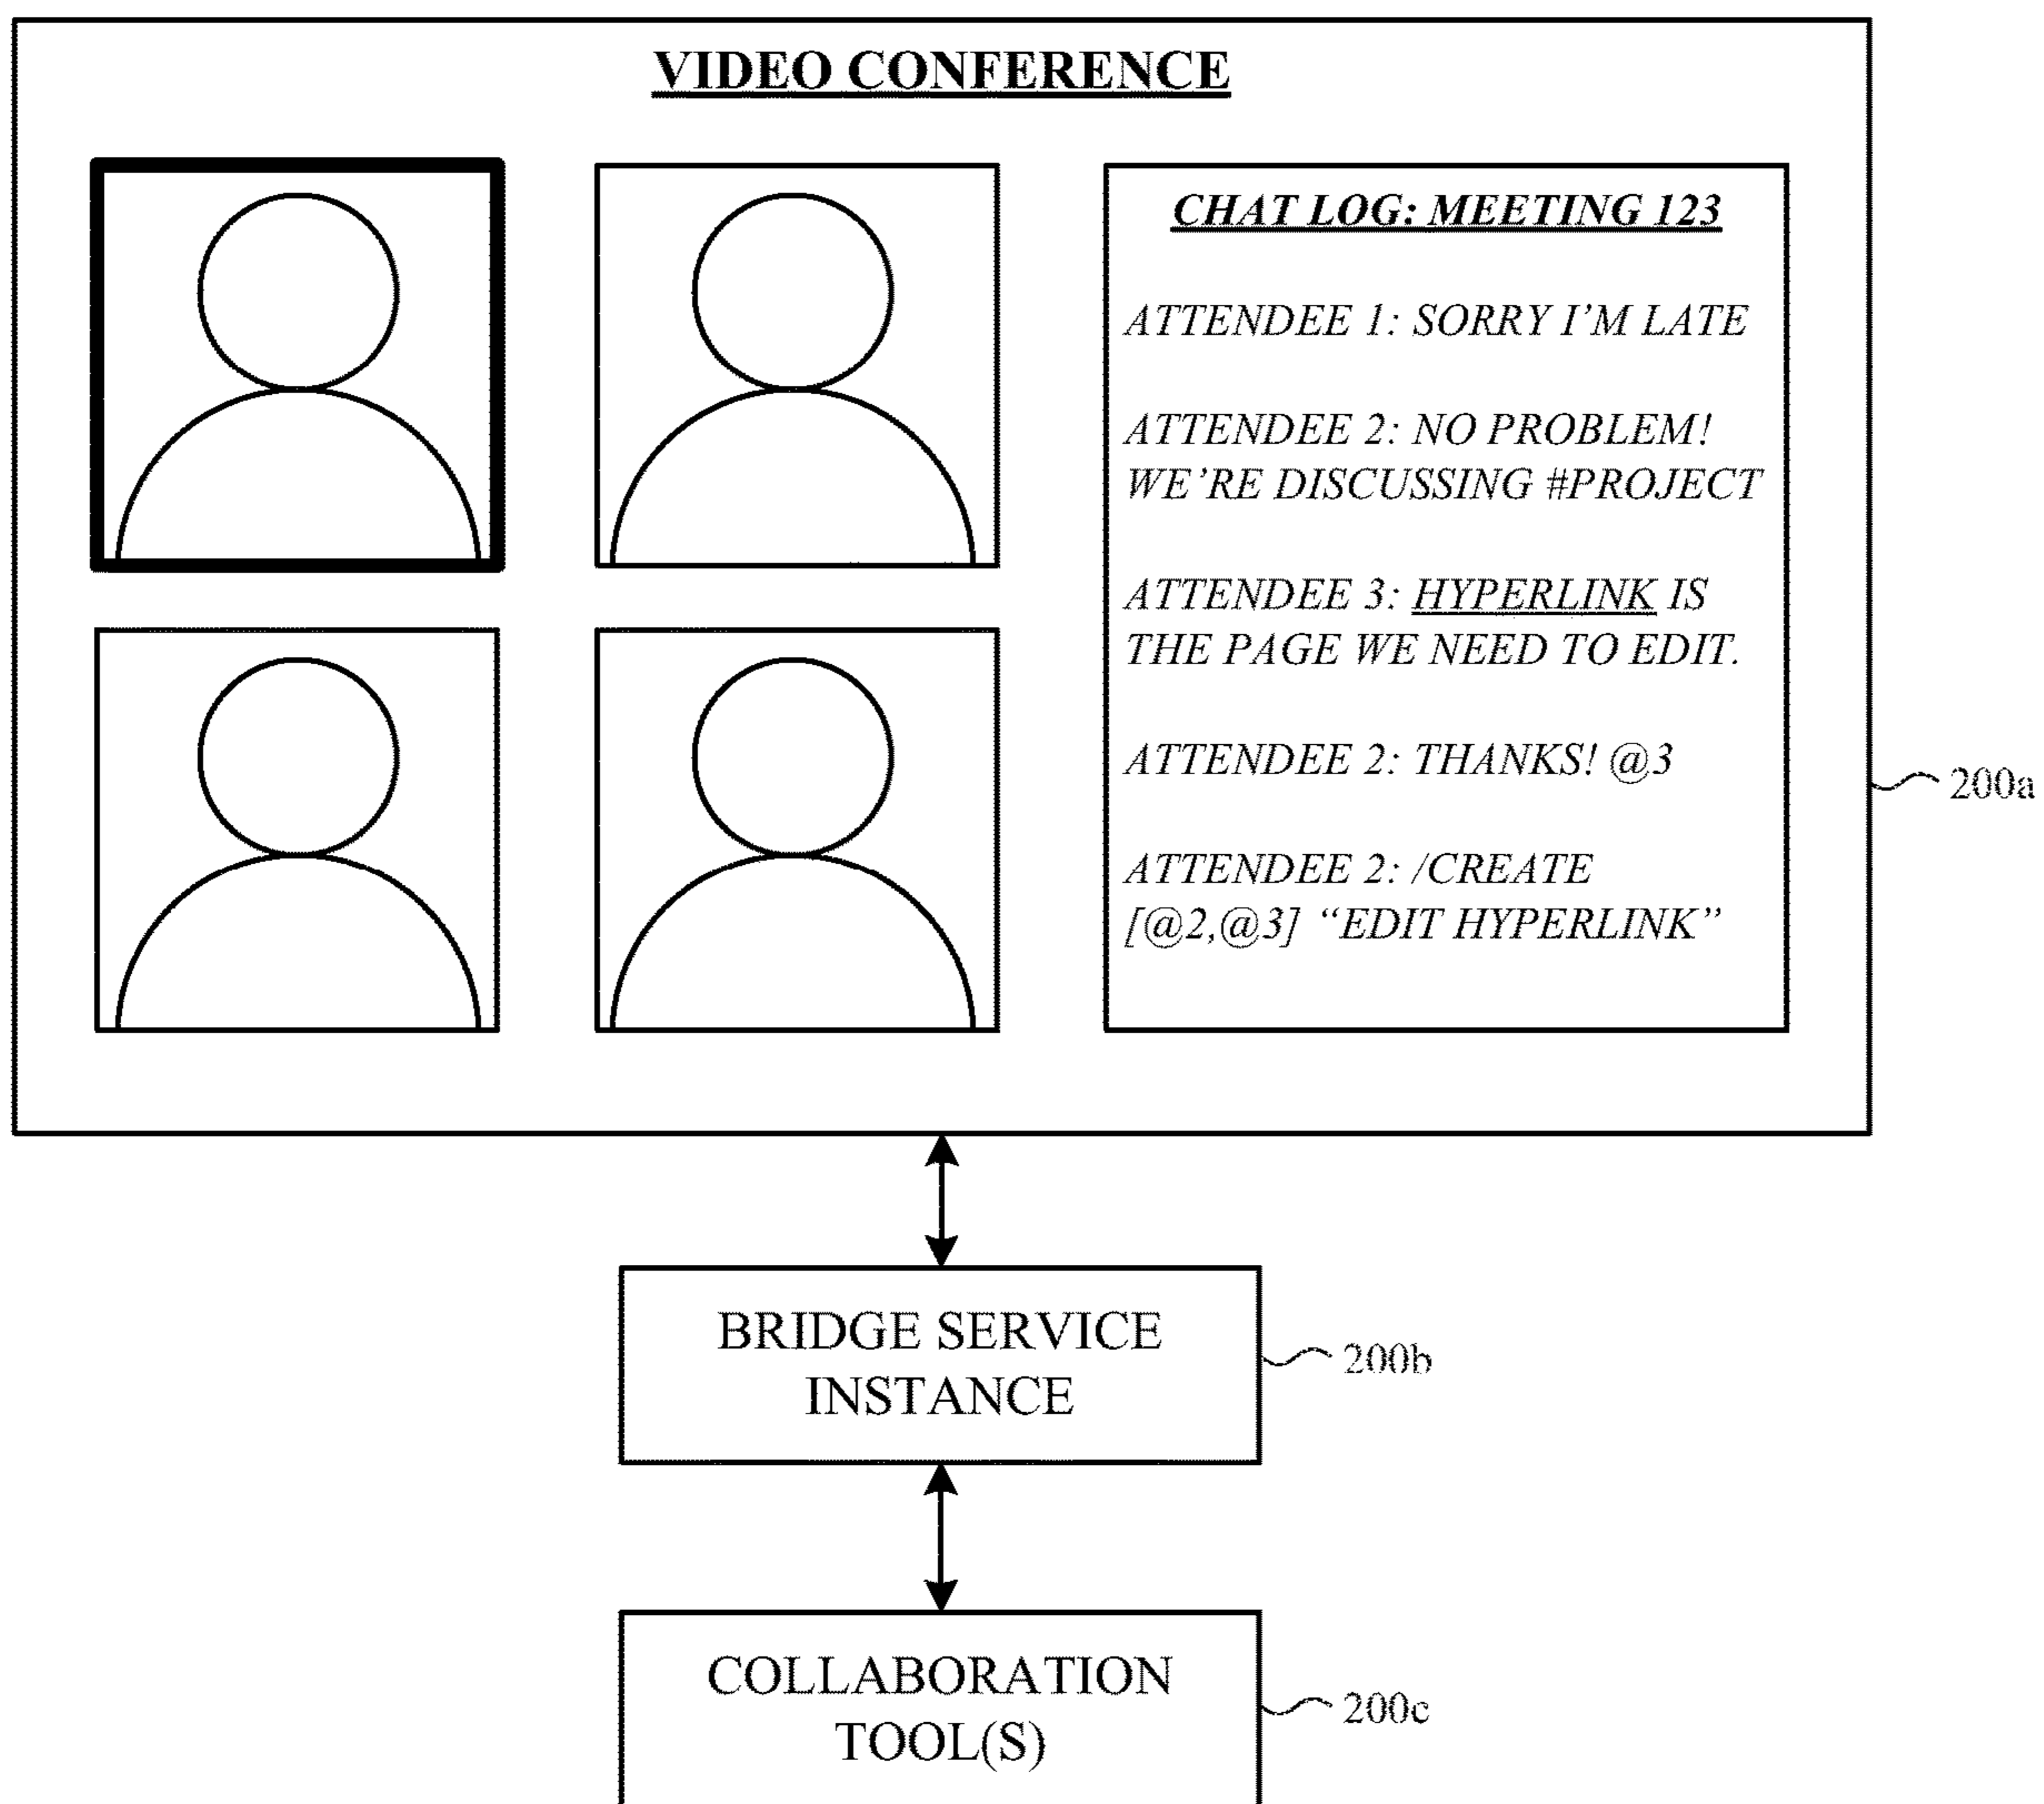 VIDEO CONFERENCE
CHAT LOG: MEETING 123
ATTENDEE 1: SORRY I’M LATE
ATTENDEE 2: NO PROBLEM!
WE’RE DISCUSSING #PROJECT
ATTENDEE 3: HYPERLINK IS
THE PAGE WE NEED TO EDIT.
ATTENDEE 2: THANKS! @3
ATTENDEE 2: /CREATE
[@2,@3] “EDIT HYPERLINK”
200a
BRIDGE SERVICE
INSTANCE
200b
COLLABORATION
TOOL(S)
200c